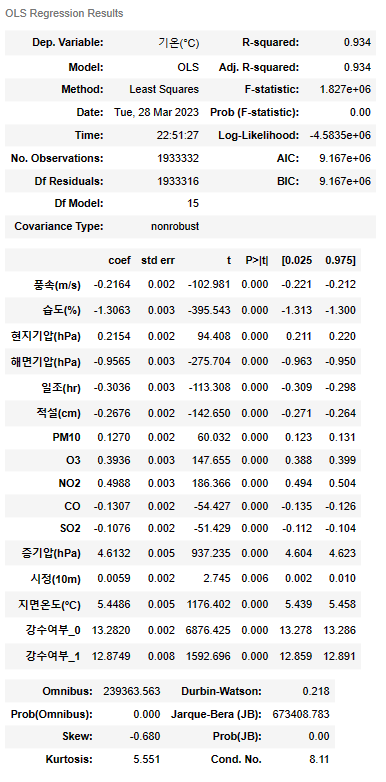 OLS Regression Results
Dep. Variable: 기온(°C) R-squared: 0.934
Model: OLS Adj. R-squared: 0.934
Method: Least Squares F-statistic: 1.827e+06
Date: Tue, 28 Mar 2023 Prob (F-statistic): 0.00
Time: 22:51:27 Log-Likelihood: -4.5835e+06
No. Observations: 1933332 AIC: 9.167e+06
Df Residuals: 1933316 BIC: 9.167e+06
Df Model: 15
Covariance Type: nonrobust
coef std err t P>|t| [0.025 0.975]
풍속(m/s) -0.2164 0.002 -102.981 0.000 -0.221 -0.212
습도(%) -1.3063 0.003 -395.543 0.000 -1.313 -1.300
현지기압(hPa) 0.2154 0.002 94.408 0.000 0.211 0.220
해면기압(hPa) -0.9565 0.003 -275.704 0.000 -0.963 -0.950
일조(hr) -0.3036 0.003 -113.308 0.000 -0.309 -0.298
적설(cm) -0.2676 0.002 -142.650 0.000 -0.271 -0.264
PM10 0.1270 0.002 60.032 0.000 0.123 0.131
O3 0.3936 0.003 147.655 0.000 0.388 0.399
NO2 0.4988 0.003 186.366 0.000 0.494 0.504
CO -0.1307 0.002 -54.427 0.000 -0.135 -0.126
SO2 -0.1076 0.002 -51.429 0.000 -0.112 -0.104
증기압(hPa) 4.6132 0.005 937.235 0.000 4.604 4.623
시정(10m) 0.0059 0.002 2.745 0.006 0.002 0.010
지면온도(°C) 5.4486 0.005 1176.402 0.000 5.439 5.458
강수여부_0 13.2820 0.002 6876.425 0.000 13.278 13.286
강수여부_1 12.8749 0.008 1592.696 0.000 12.859 12.891
Omnibus: 239363.563 Durbin-Watson: 0.218
Prob(Omnibus): 0.000 Jarque-Bera (JB): 673408.783
Skew: -0.680 Prob(JB): 0.00
Kurtosis: 5.551 Cond. No. 8.11